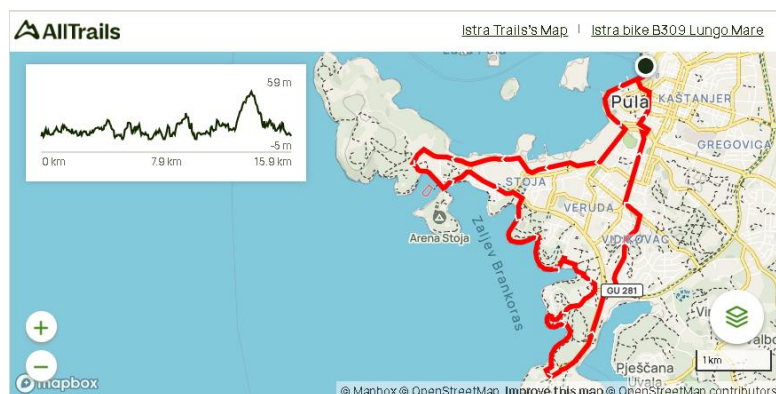 AllTrails
Istra Trails's Map | Istra bike B309 Lungo Mare
59 m
-5 m
0 km 7.9 km 15.9 km
Pula
KAŠTANJER
GREGOVICA
STOJA
VERUDA
VIDIKOVAC
Arena Stoja
Zaljev Brankoras
GU 281
+
−
1 km
Pješčana
Uvala
mapbox
© Mapbox © OpenStreetMap Improve this map © OpenStreetMap contributors